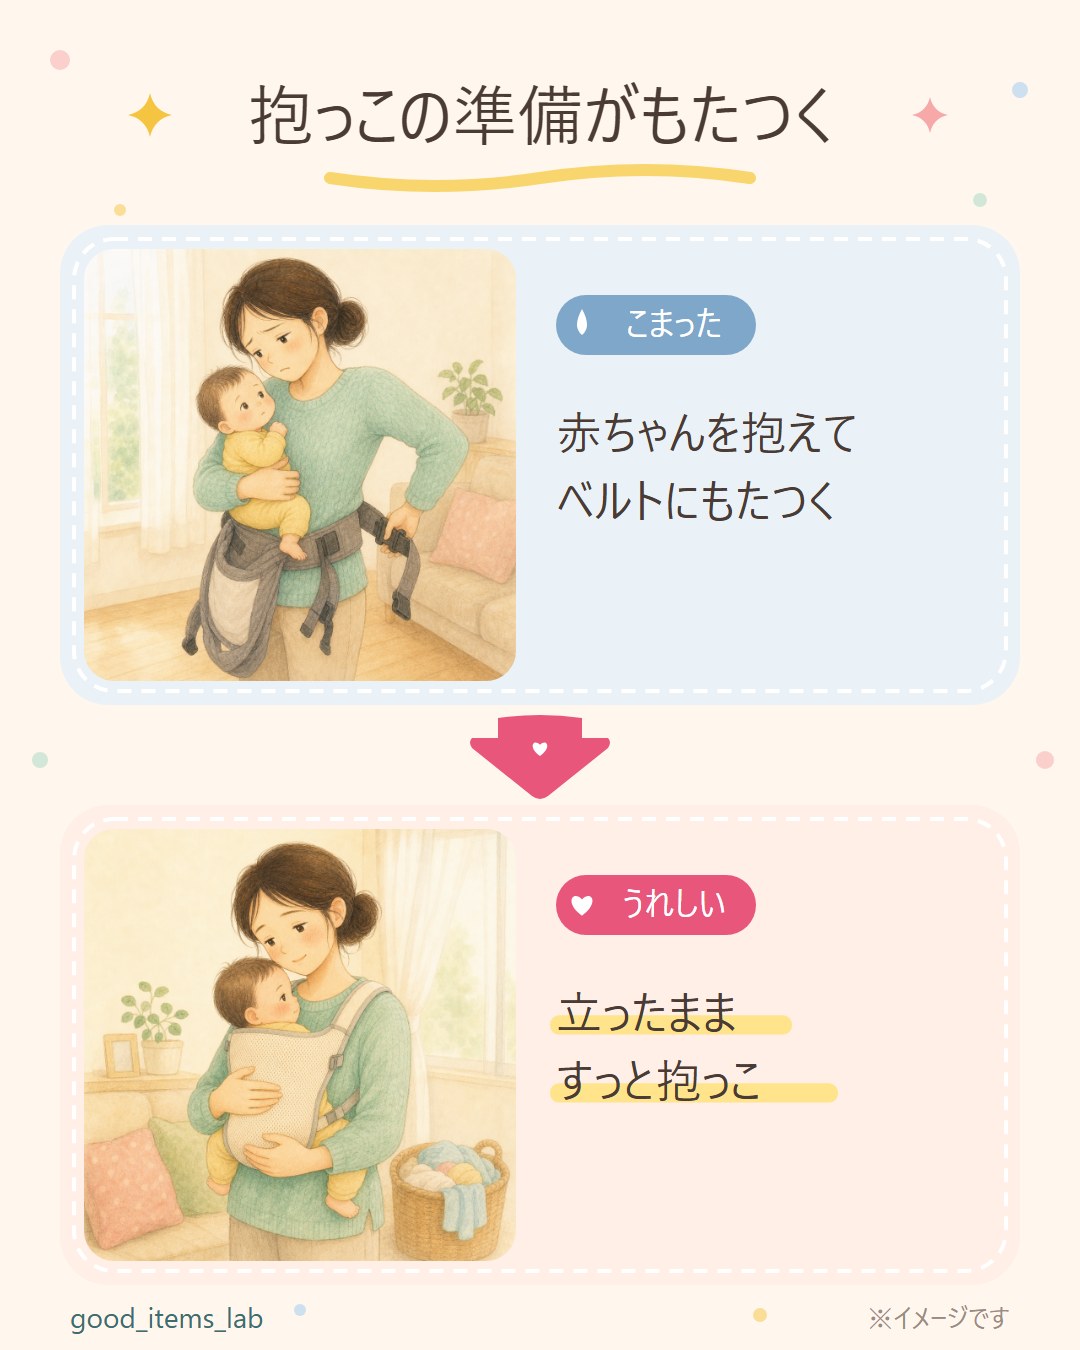 抱っこの準備がもたつく
こまった
赤ちゃんを抱えて
ベルトにもたつく
うれしい
立ったまま
すっと抱っこ
good_items_lab
※イメージです